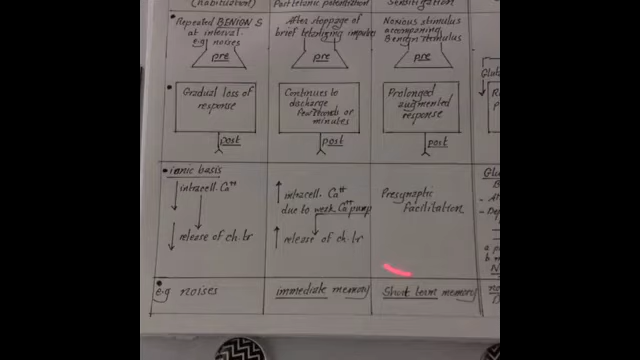 (habituation)
Post tetanic potentiation
Sensitization
• Repeated BENIGN S
at interval
e.g noises
pre
After stoppage of
brief tetanizing impulses
pre
Noxious stimulus
accompaning
Benign stimulus
pre
• Gradual loss of
response
post
Continues to
discharge
few seconds or
minutes
post
Prolonged
augmented
response
post
• ionic basis
↓ intracell. Ca++
↓ release of ch. tr
↑ intracell. Ca++
due to weak Ca++ pump
↑ release of ch. tr
Presynaptic
facilitation
• e.g noises
immediate memory
Short term memory